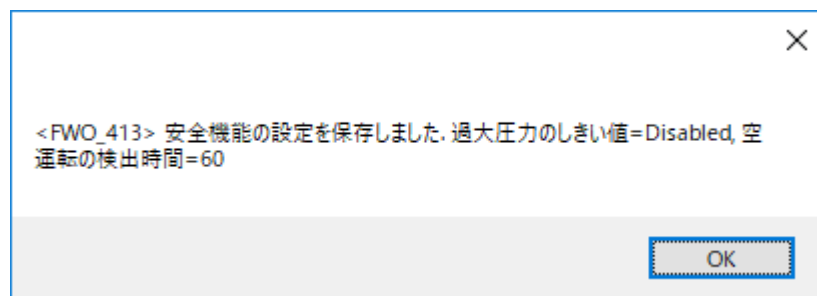 <FWO_413> 安全機能の設定を保存しました. 過大圧力のしきい値=Disabled, 空
運転の検出時間=60
OK